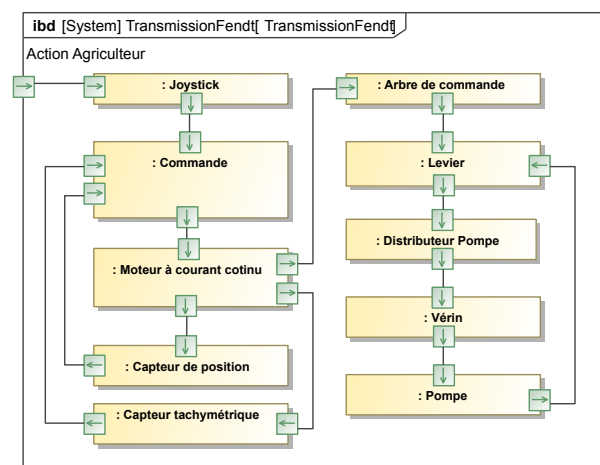 ibd [System] TransmissionFendt[ TransmissionFendt]
Action Agriculteur
: Joystick
: Commande
: Moteur à courant cotinu
: Capteur de position
: Capteur tachymétrique
: Arbre de commande
: Levier
: Distributeur Pompe
: Vérin
: Pompe